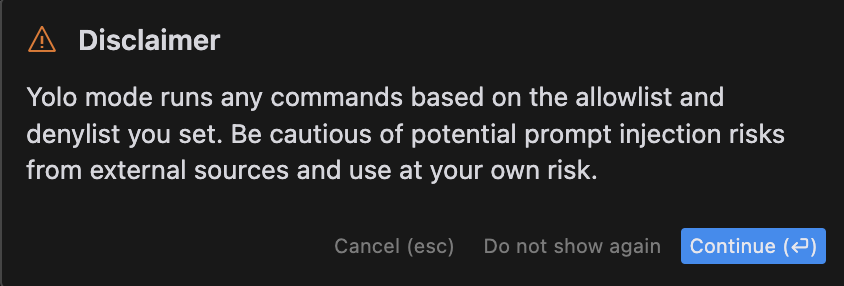 Disclaimer
Yolo mode runs any commands based on the allowlist and
denylist you set. Be cautious of potential prompt injection risks
from external sources and use at your own risk.
Cancel (esc) Do not show again Continue (⏎)